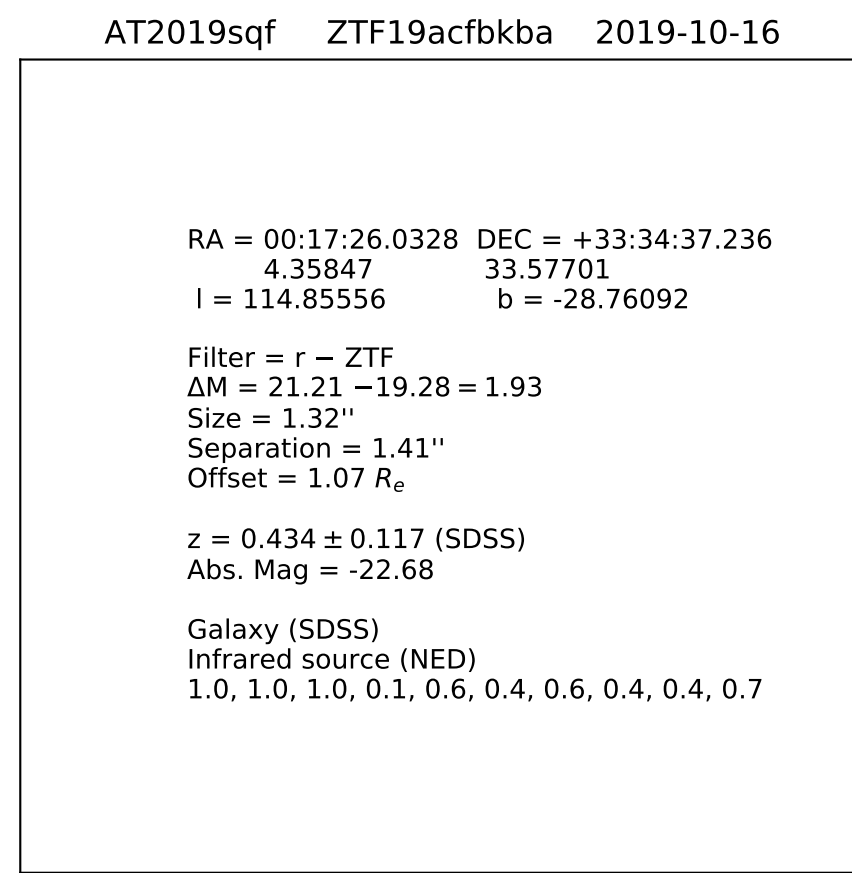 AT2019sqf ZTF19acfbkba 2019-10-16
RA = 00:17:26.0328 DEC = +33:34:37.236
4.35847 33.57701
l = 114.85556 b = -28.76092
Filter = r − ZTF
ΔM = 21.21 −19.28 = 1.93
Size = 1.32''
Separation = 1.41''
Offset = 1.07 Rₑ
z = 0.434 ± 0.117 (SDSS)
Abs. Mag = -22.68
Galaxy (SDSS)
Infrared source (NED)
1.0, 1.0, 1.0, 0.1, 0.6, 0.4, 0.6, 0.4, 0.4, 0.7